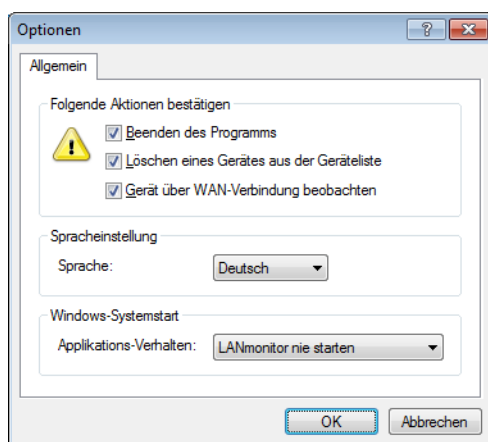 Optionen
Allgemein
Folgende Aktionen bestätigen
Beenden des Programms
Löschen eines Gerätes aus der Geräteliste
Gerät über WAN-Verbindung beobachten
Spracheinstellung
Sprache: Deutsch
Windows-Systemstart
Applikations-Verhalten: LANmonitor nie starten
OK Abbrechen